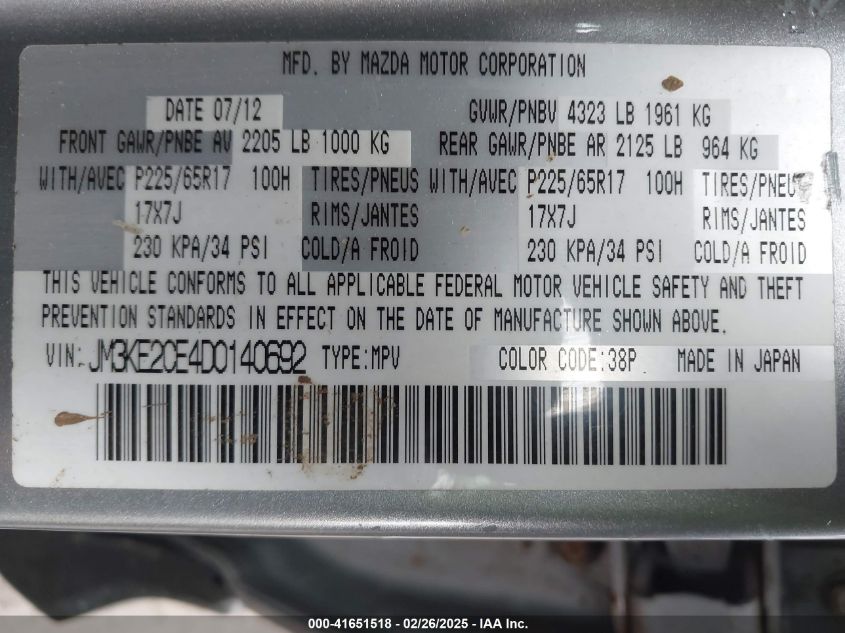 MFD. BY MAZDA MOTOR CORPORATION
DATE 07/12 GVWR/PNBV 4323 LB 1961 KG
FRONT GAWR/PNBE AV 2205 LB 1000 KG REAR GAWR/PNBE AR 2125 LB 964 KG
WITH/AVEC P225/65R17 100H TIRES/PNEUS WITH/AVEC P225/65R17 100H TIRES/PNEUS
17X7J RIMS/JANTES 17X7J RIMS/JANTES
230 KPA/34 PSI COLD/A FROID 230 KPA/34 PSI COLD/A FROID
THIS VEHICLE CONFORMS TO ALL APPLICABLE FEDERAL MOTOR VEHICLE SAFETY AND THEFT
PREVENTION STANDARDS IN EFFECT ON THE DATE OF MANUFACTURE SHOWN ABOVE.
VIN: JM3KE2CE4D0140692 TYPE:MPV COLOR CODE:38P MADE IN JAPAN
000-41651518 - 02/26/2025 - IAA Inc.